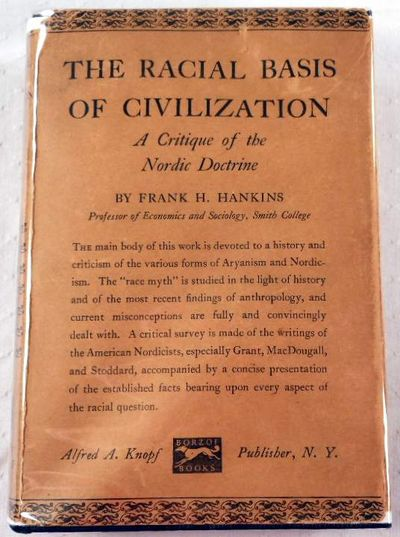 THE RACIAL BASIS
OF CIVILIZATION
A Critique of the
Nordic Doctrine
BY FRANK H. HANKINS
Professor of Economics and Sociology, Smith College
THE main body of this work is devoted to a history and
criticism of the various forms of Aryanism and Nordic-
ism. The "race myth" is studied in the light of history
and of the most recent findings of anthropology, and
current misconceptions are fully and convincingly
dealt with. A critical survey is made of the writings of
the American Nordicists, especially Grant, MacDougall,
and Stoddard, accompanied by a concise presentation
of the established facts bearing upon every aspect of
the racial question.
Alfred A. Knopf BORZOI BOOKS Publisher, N. Y.